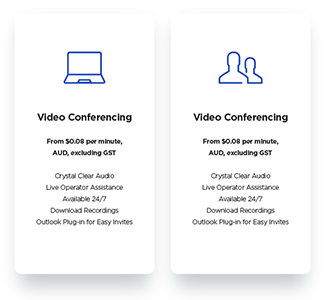 Video Conferencing
From $0.08 per minute,
AUD, excluding GST
Crystal Clear Audio
Live Operator Assistance
Available 24/7
Download Recordings
Outlook Plug-in for Easy Invites
Video Conferencing
From $0.08 per minute,
AUD, excluding GST
Crystal Clear Audio
Live Operator Assistance
Available 24/7
Download Recordings
Outlook Plug-in for Easy Invites